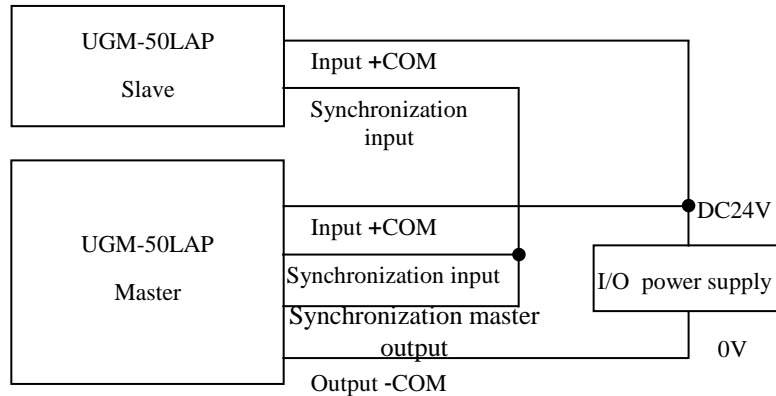 UGM-50LAP
Slave
Input +COM
Synchronization
input
UGM-50LAP
Master
Input +COM
Synchronization input
Synchronization master
output
Output -COM
DC24V
I/O power supply
0V